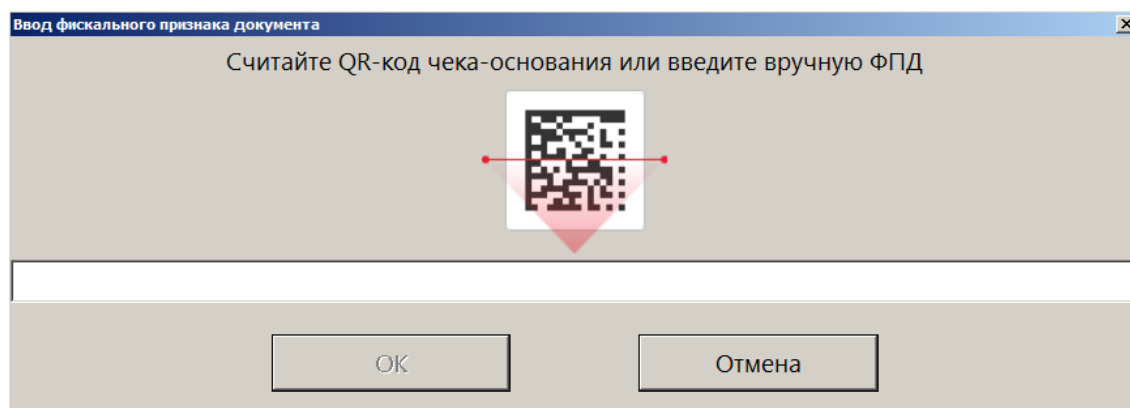 Ввод фискального признака документа
Считайте QR-код чека-основания или введите вручную ФПД
OK
Отмена